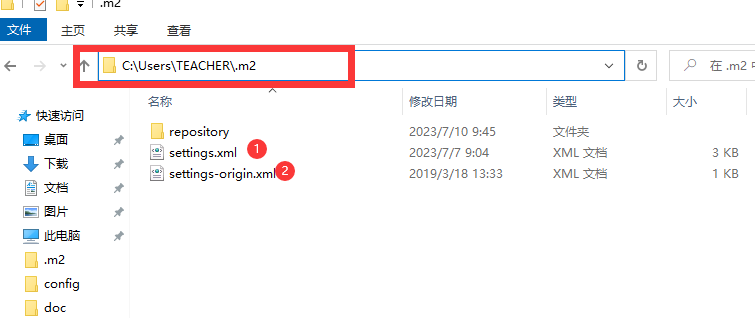 .m2
文件 主页 共享 查看
C:\Users\TEACHER\.m2 在 .m2 中
名称 修改日期 类型 大小
快速访问 repository 2023/7/10 9:45 文件夹
桌面 settings.xml 1 2023/7/7 9:04 XML 文档 3 KB
下载 settings-origin.xml 2 2019/3/18 13:33 XML 文档 1 KB
文档
图片
此电脑
.m2
config
doc